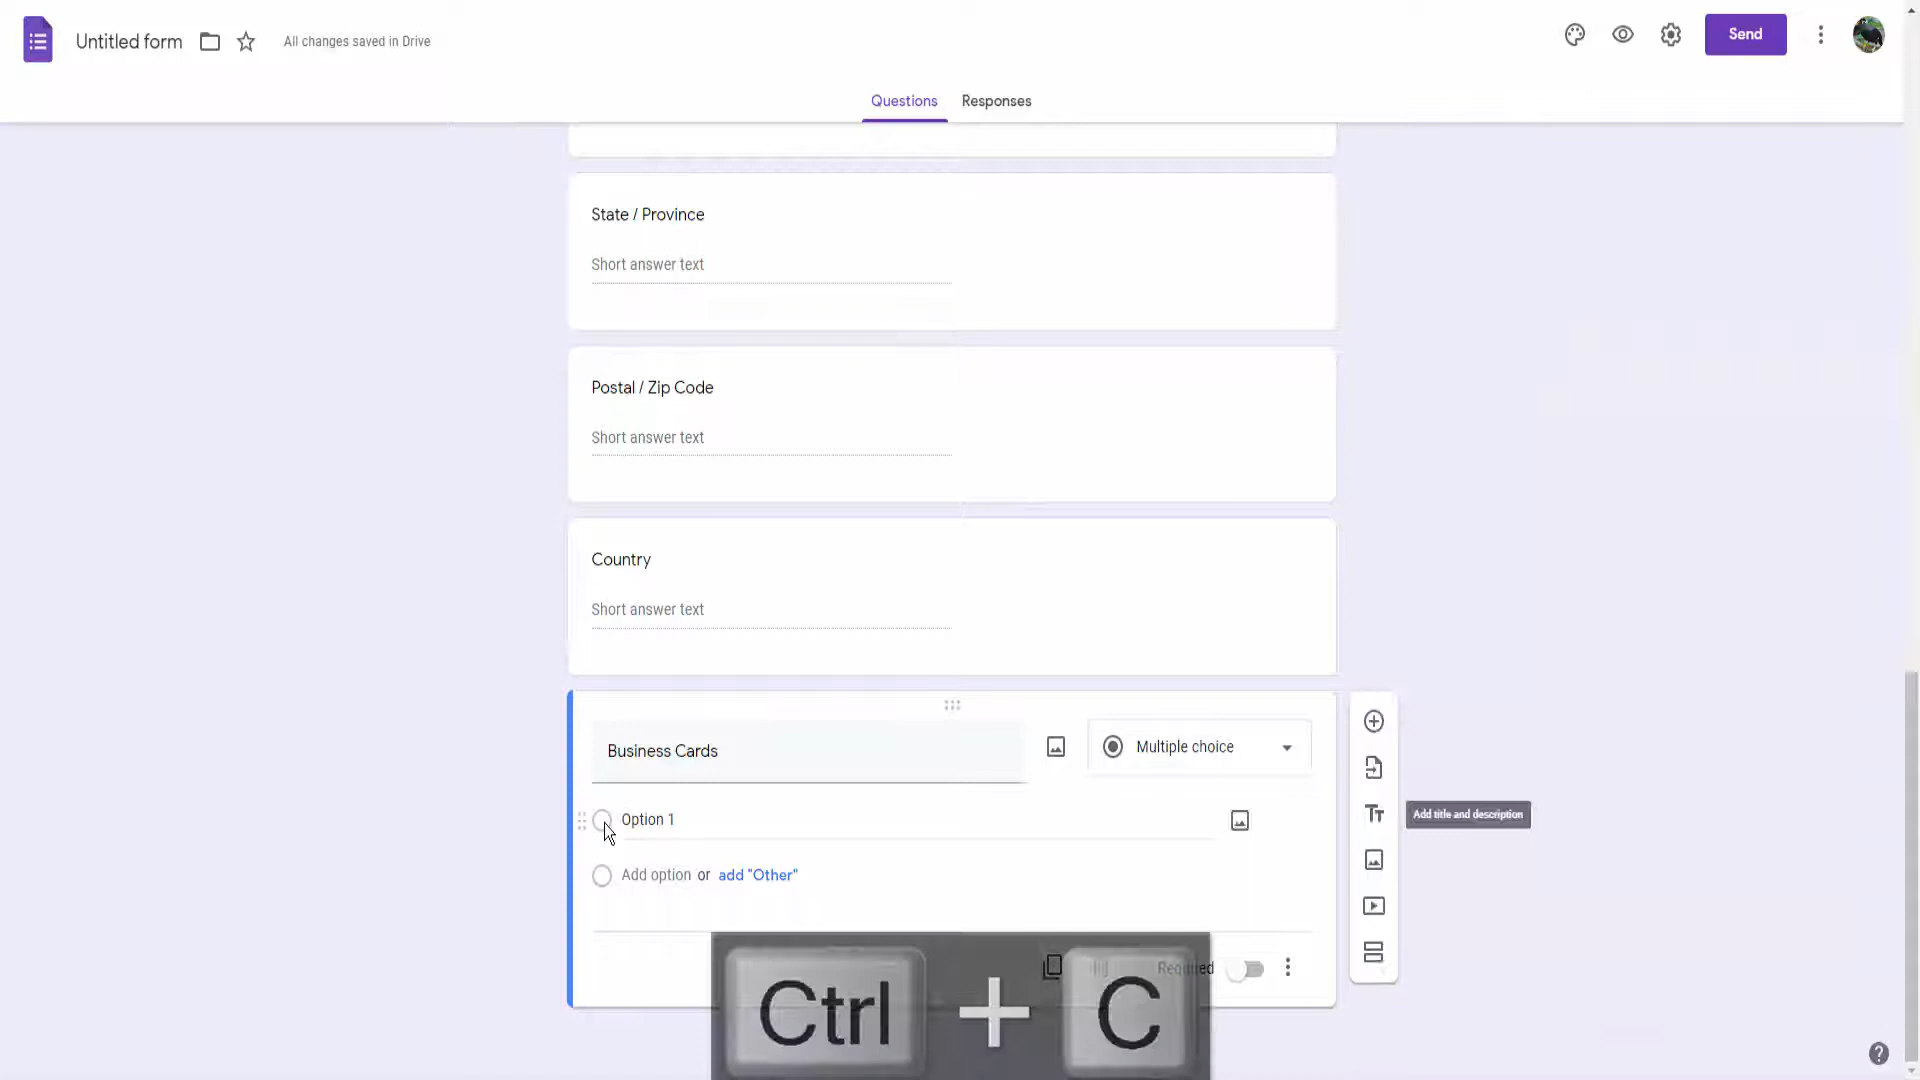 Untitled form
All changes saved in Drive
Send
Questions
Responses
State / Province
Short answer text
Postal / Zip Code
Short answer text
Country
Short answer text
Business Cards
Multiple choice
Option 1
Add title and description
Add option or add "Other"
Required
Ctrl + C